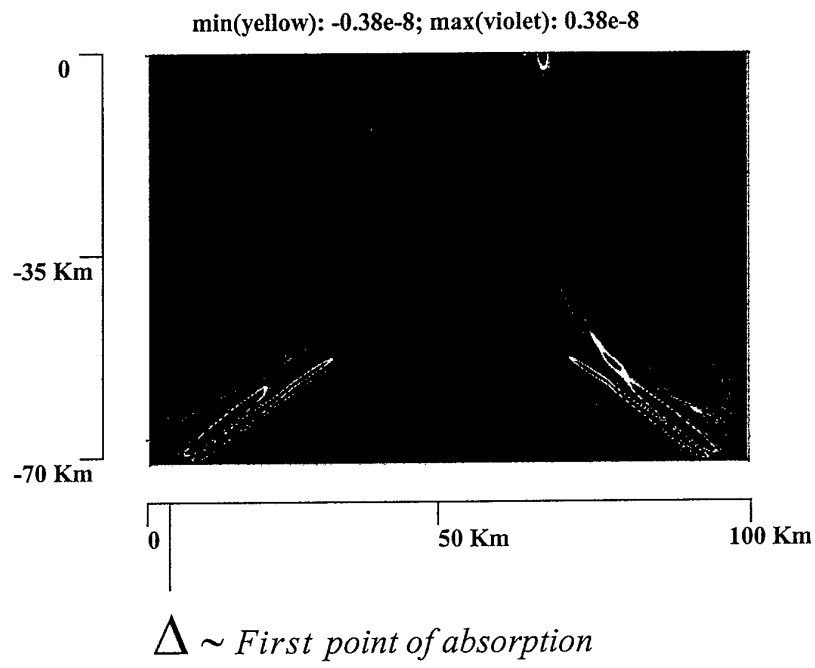 min(yellow): -0.38e-8; max(violet): 0.38e-8
0
-35 Km
-70 Km
0
50 Km
100 Km
Δ ~ First point of absorption